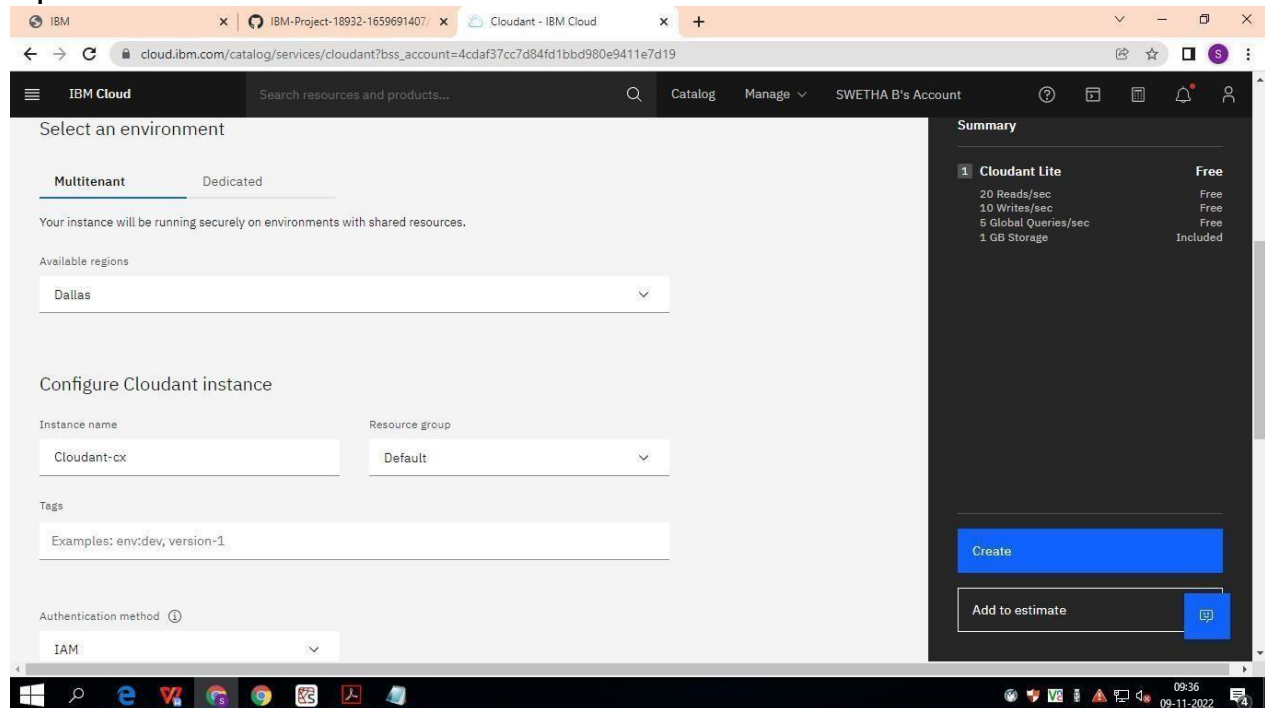 IBM
IBM-Project-18932-1659691407/
Cloudant - IBM Cloud
cloud.ibm.com/catalog/services/cloudant?bss_account=4cdaf37cc7d84fd1bbd980e9411e7d19
S
IBM Cloud
Search resources and products...
Catalog
Manage
SWETHA B's Account
Select an environment
Multitenant
Dedicated
Your instance will be running securely on environments with shared resources.
Available regions
Dallas
Configure Cloudant instance
Instance name
Resource group
Cloudant-cx
Default
Tags
Examples: env:dev, version-1
Authentication method
IAM
Summary
1 Cloudant Lite Free
20 Reads/sec Free
10 Writes/sec Free
5 Global Queries/sec Free
1 GB Storage Included
Create
Add to estimate
09:36
09-11-2022
4